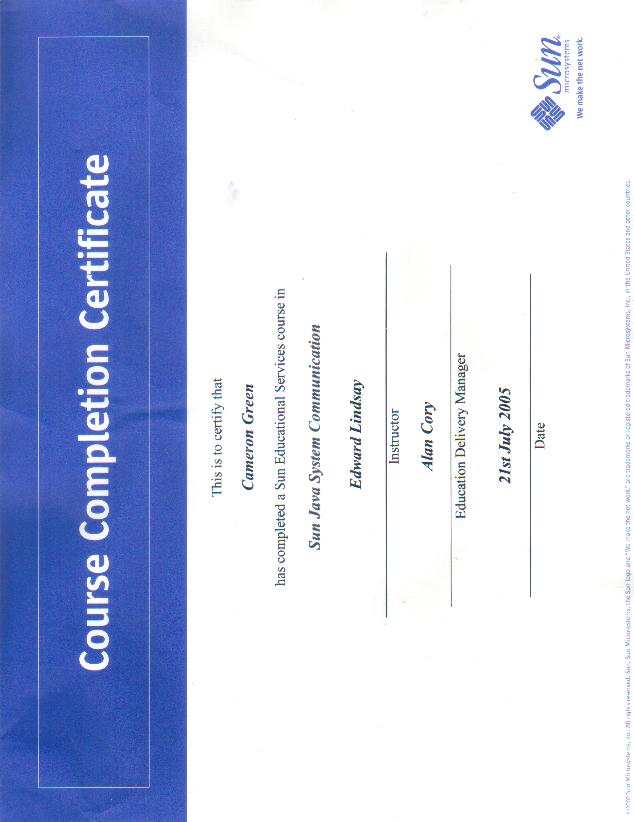 Course Completion Certificate
This is to certify that
Cameron Green
has completed a Sun Educational Services course in
Sun Java System Communication
Edward Lindsay
Instructor
Alan Cory
Education Delivery Manager
21st July 2005
Date
Sun
microsystems
We make the net work.
Sun Microsystems, Inc. All rights reserved. Sun, Sun Microsystems, the Sun logo and "We make the net work" are trademarks or registered trademarks of Sun Microsystems, Inc., in the United States and other countries.